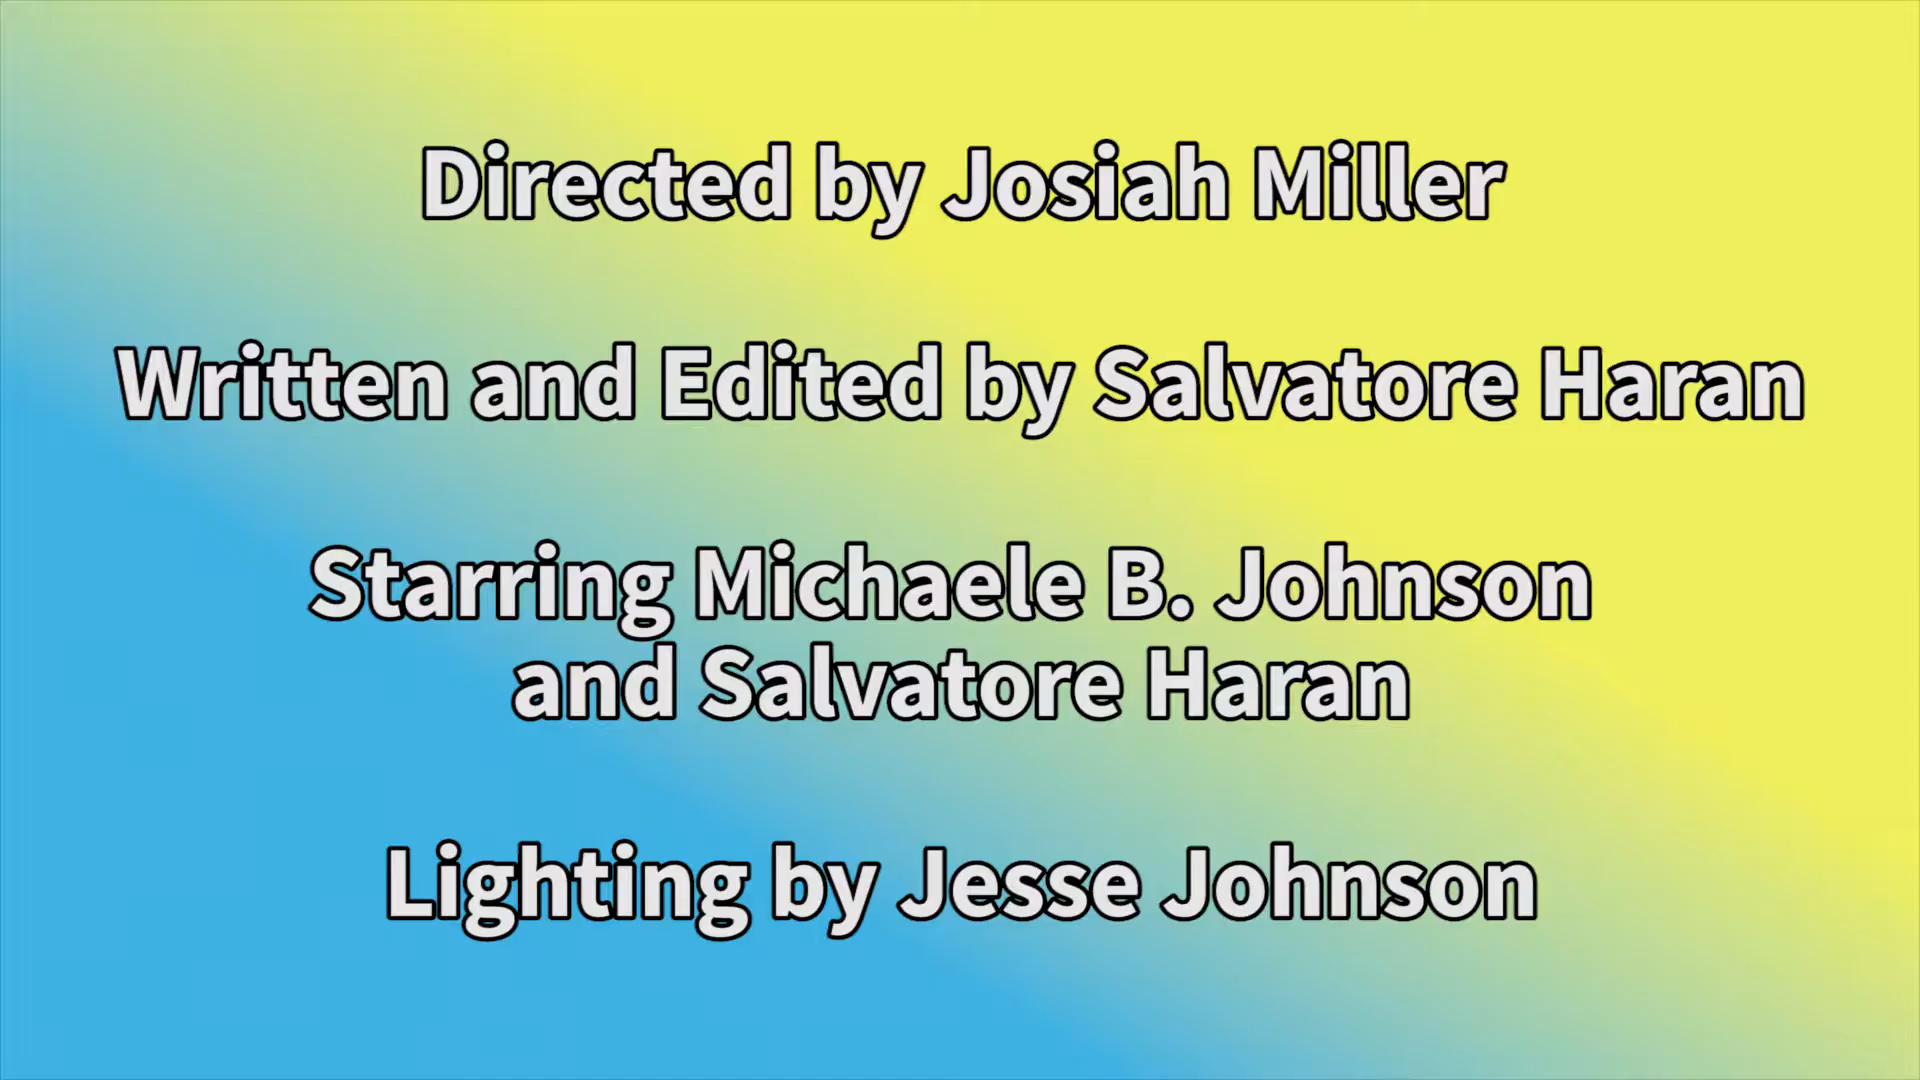 Directed by Josiah Miller
Written and Edited by Salvatore Haran
Starring Michaele B. Johnson
and Salvatore Haran
Lighting by Jesse Johnson